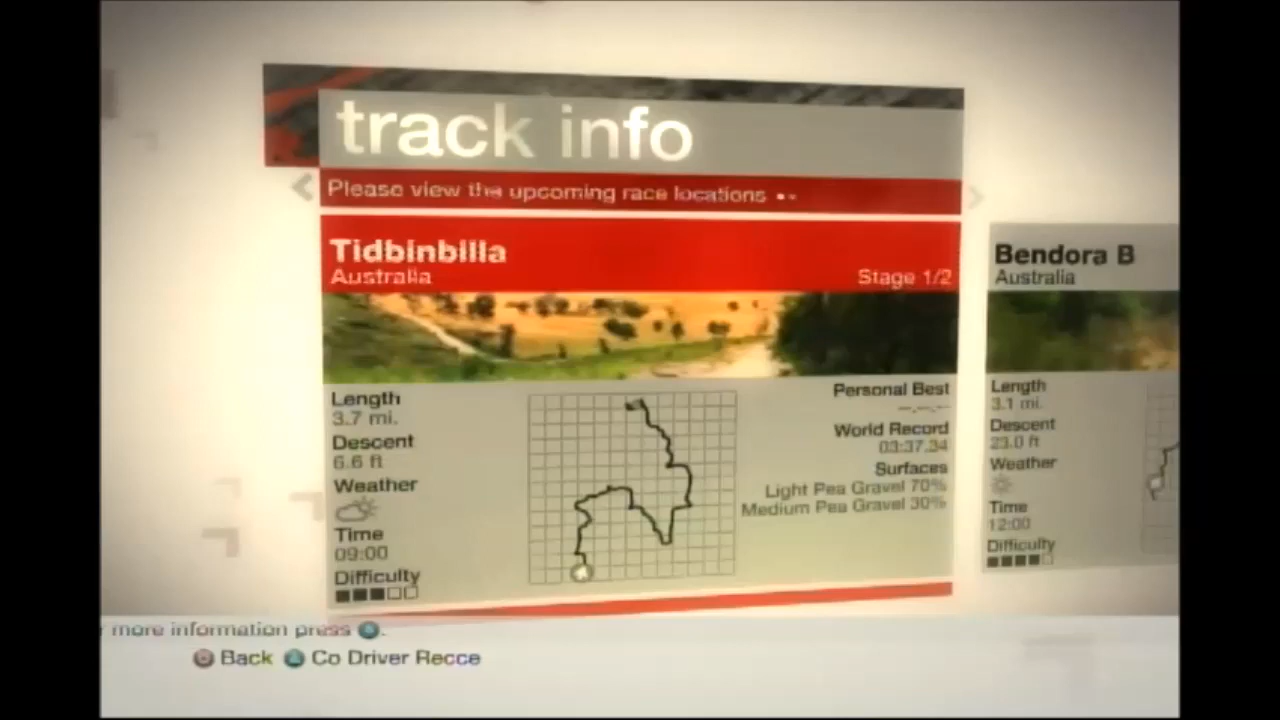 track info
Please view the upcoming race locations
Tidbinbilla
Australia
Stage 1/2
Length
3.7 mi.
Descent
6.6 ft
Weather
Time
09:00
Difficulty
Personal Best
--.--.--
World Record
03:37.34
Surfaces
Light Pea Gravel 70%
Medium Pea Gravel 30%
Bendora B
Australia
Length
3.1 mi.
Descent
23.0 ft
Weather
Time
12:00
Difficulty
more information press
Back
Co Driver Recce